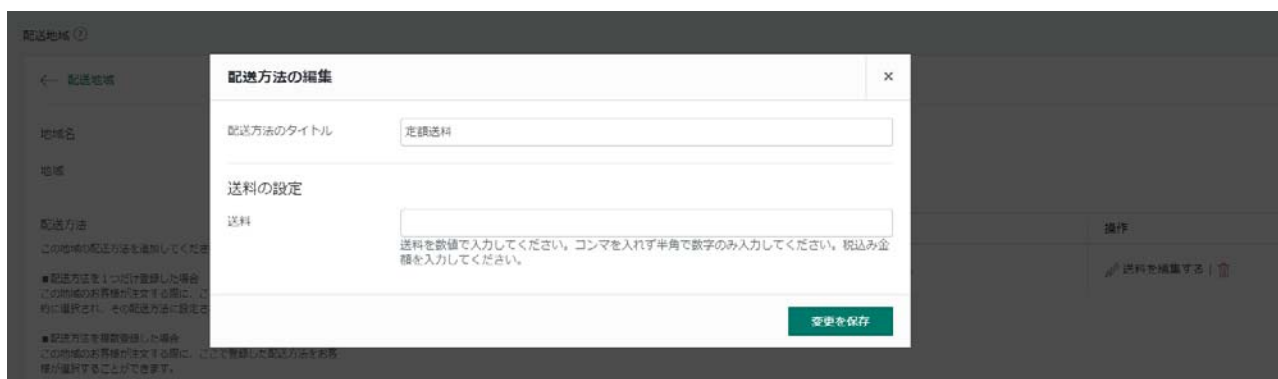 配送地域
← 配送地域
配送方法の編集
×
地域名
配送方法のタイトル
定額送料
地域
送料の設定
配送方法
送料
送料を数値で入力してください。コンマを入れず半角で数字のみ入力してください。税込み金
額を入力してください。
操作
この地域の配送方法を追加してくださ
送料を編集する |
■配送方法を1つだけ登録した場合
この地域のお客様が注文する際に、こ
的に選択され、その配送方法に設定さ
変更を保存
■配送方法を複数登録した場合
この地域のお客様が注文する際に、ここで登録した配送方法をお客
様が選択することができます。